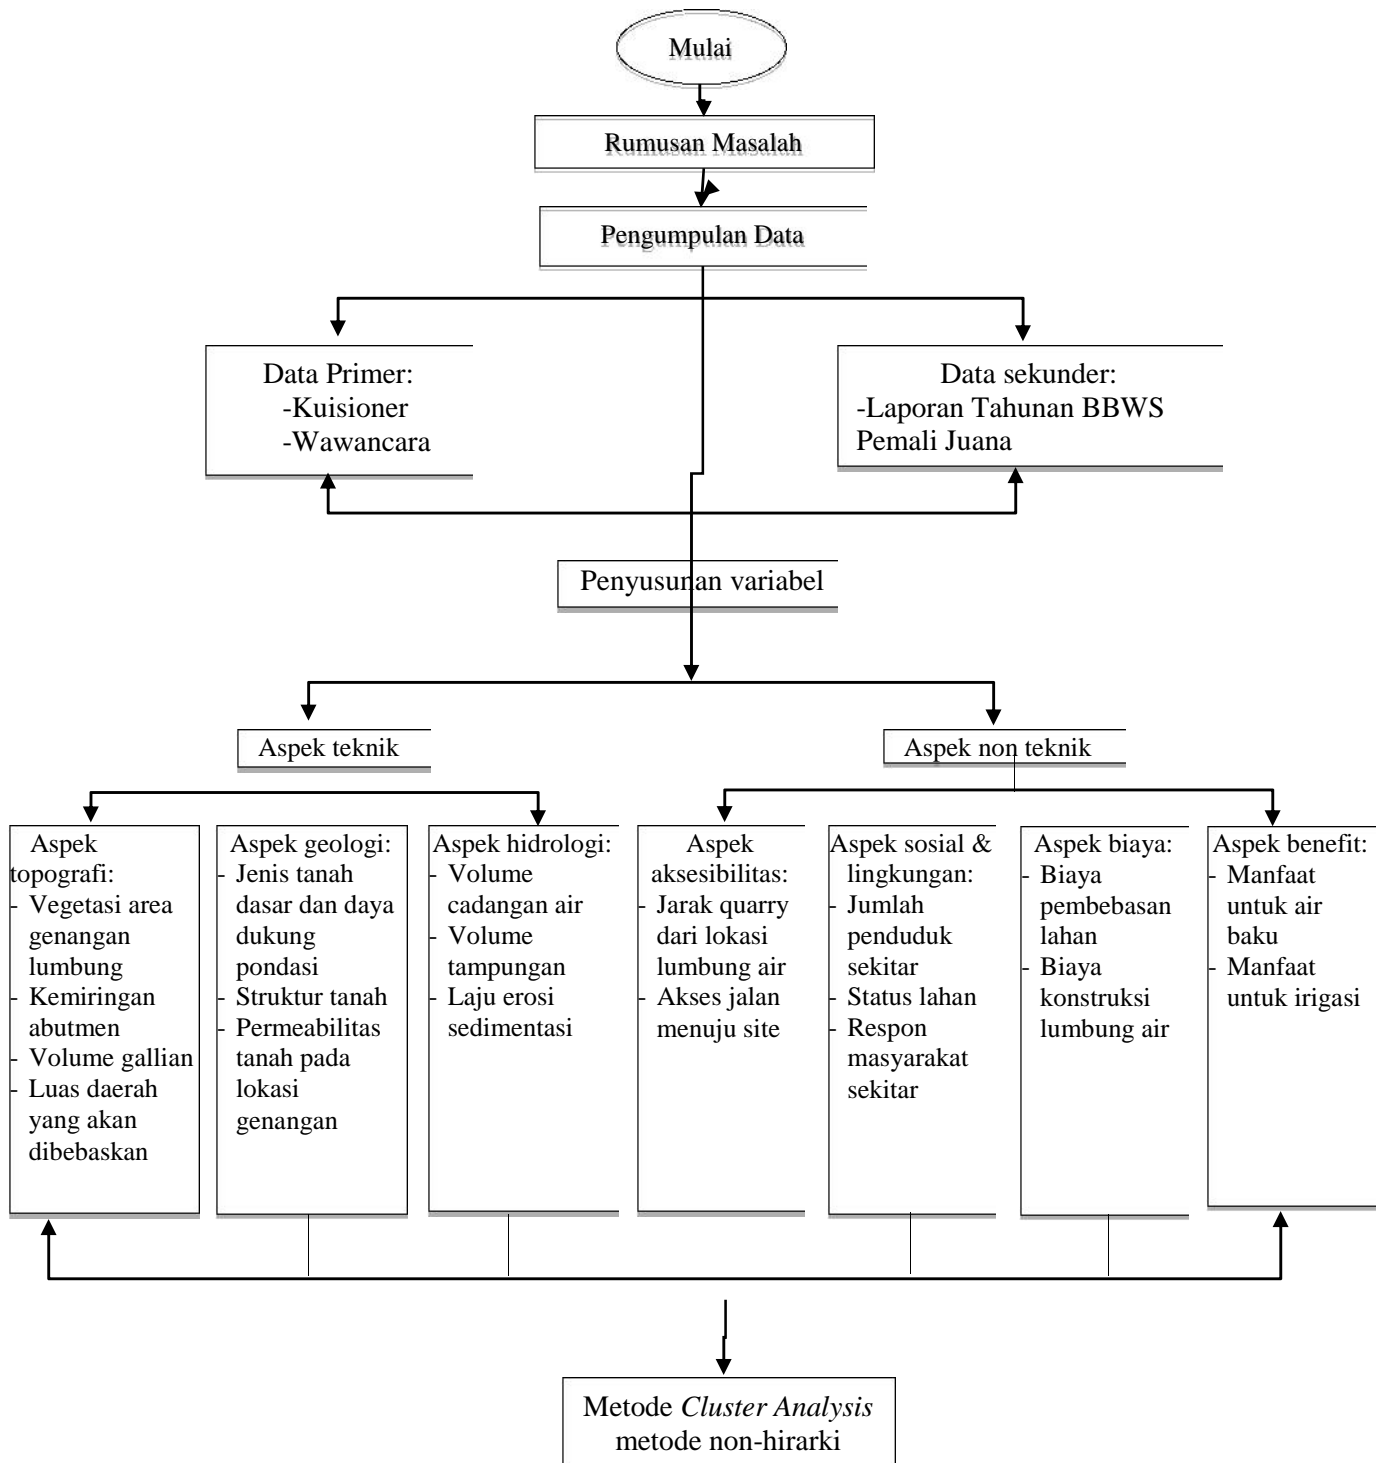 Mulai
Rumusan Masalah
Pengumpulan Data
Data Primer:
-Kuisioner
-Wawancara
Data sekunder:
-Laporan Tahunan BBWS
Pemali Juana
Penyusunan variabel
Aspek teknik
Aspek non teknik
Aspek
topografi:
- Vegetasi area
genangan
lumbung
- Kemiringan
abutmen
- Volume gallian
- Luas daerah
yang akan
dibebaskan
Aspek geologi:
- Jenis tanah
dasar dan daya
dukung
pondasi
- Struktur tanah
- Permeabilitas
tanah pada
lokasi
genangan
Aspek hidrologi:
- Volume
cadangan air
- Volume
tampungan
- Laju erosi
sedimentasi
Aspek
aksesibilitas:
- Jarak quarry
dari lokasi
lumbung air
- Akses jalan
menuju site
Aspek sosial &
lingkungan:
- Jumlah
penduduk
sekitar
- Status lahan
- Respon
masyarakat
sekitar
Aspek biaya:
- Biaya
pembebasan
lahan
- Biaya
konstruksi
lumbung air
Aspek benefit:
- Manfaat
untuk air
baku
- Manfaat
untuk irigasi
Metode Cluster Analysis
metode non-hirarki